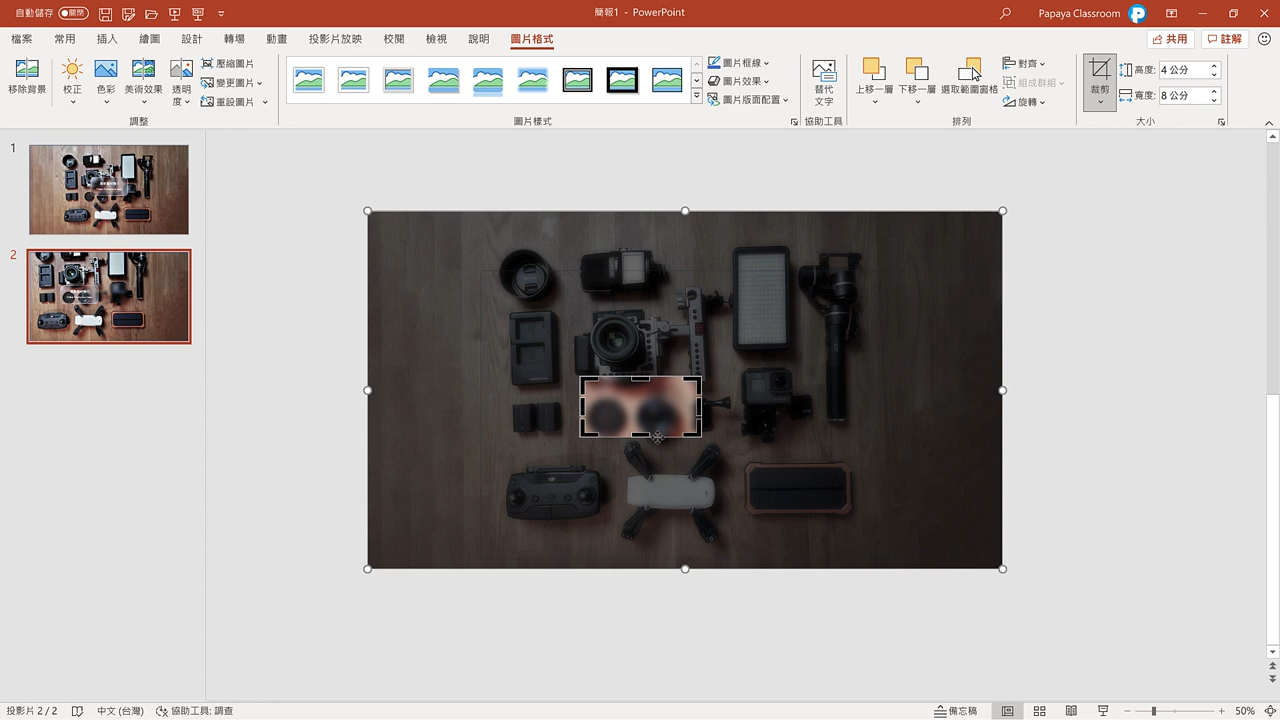 自動儲存 關閉
簡報1 - PowerPoint
Papaya Classroom
檔案 常用 插入 繪圖 設計 轉場 動畫 投影片放映 校閱 檢視 說明 圖片格式
共用 註解
移除背景 校正 色彩 美術效果 透明度
壓縮圖片
變更圖片
重設圖片
圖片框線
圖片效果
圖片版面配置
替代文字
上移一層 下移一層 選取範圍窗格
對齊
組成群組
旋轉
裁剪
高度: 4 公分
寬度: 8 公分
調整 圖片樣式 協助工具 排列 大小
1
2
投影片 2 / 2 中文 (台灣) 協助工具: 調查
備忘稿
50%